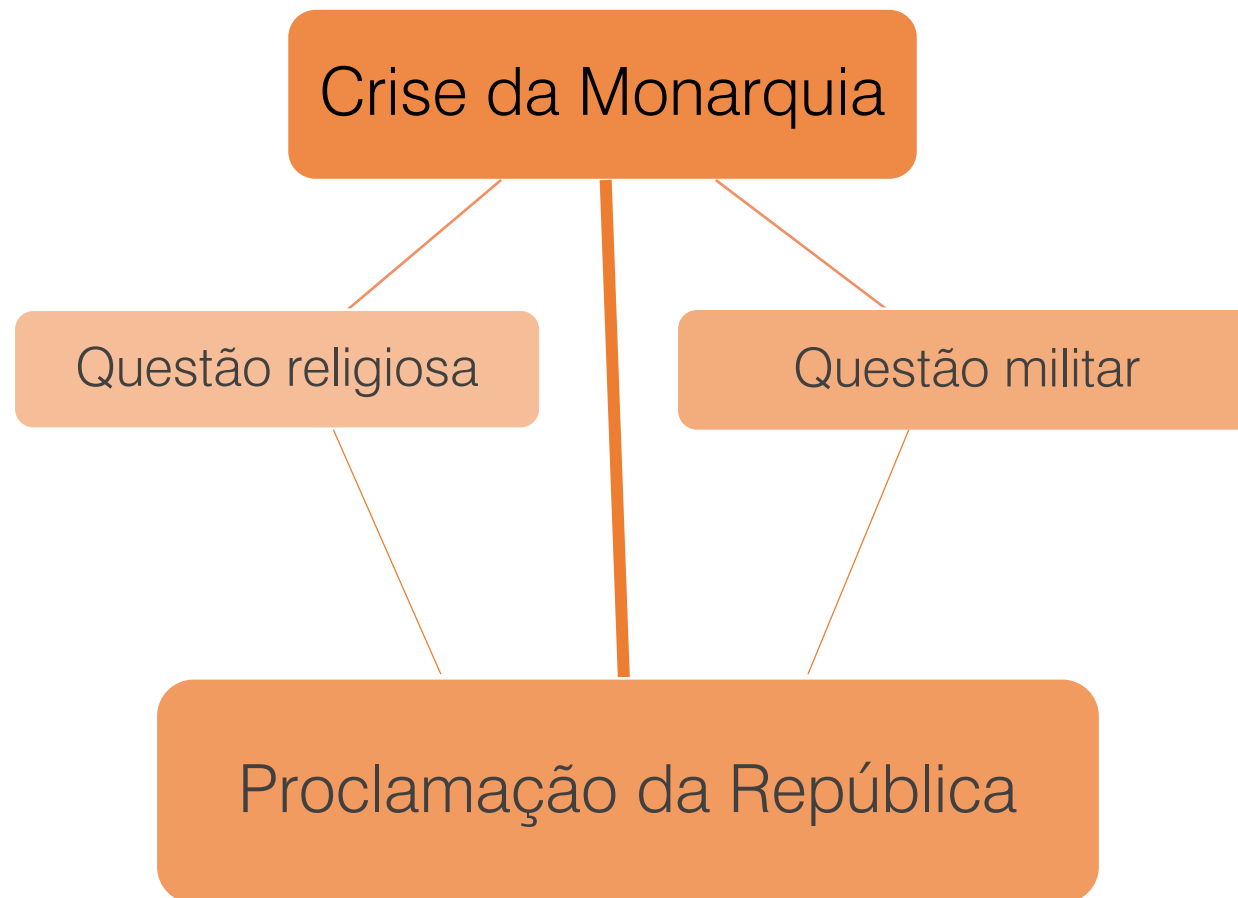 Crise da Monarquia
Questão religiosa
Questão militar
Proclamação da República